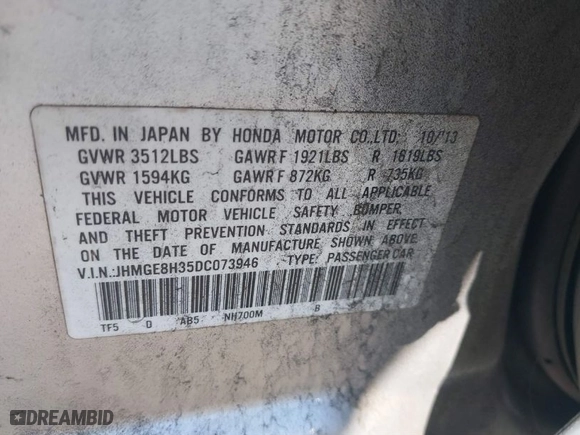 MFD. IN JAPAN BY HONDA MOTOR CO.,LTD. 10/'13
GVWR 3512LBS GAWR F 1921LBS R 1619LBS
GVWR 1594KG GAWR F 872KG R 735KG
THIS VEHICLE CONFORMS TO ALL APPLICABLE
FEDERAL MOTOR VEHICLE SAFETY BUMPER,
AND THEFT PREVENTION STANDARDS IN EFFECT
ON THE DATE OF MANUFACTURE SHOWN ABOVE
V.I.N.:JHMGE8H35DC073946 TYPE: PASSENGER CAR
TF5 0 AB5 NH700M B
DREAMBID